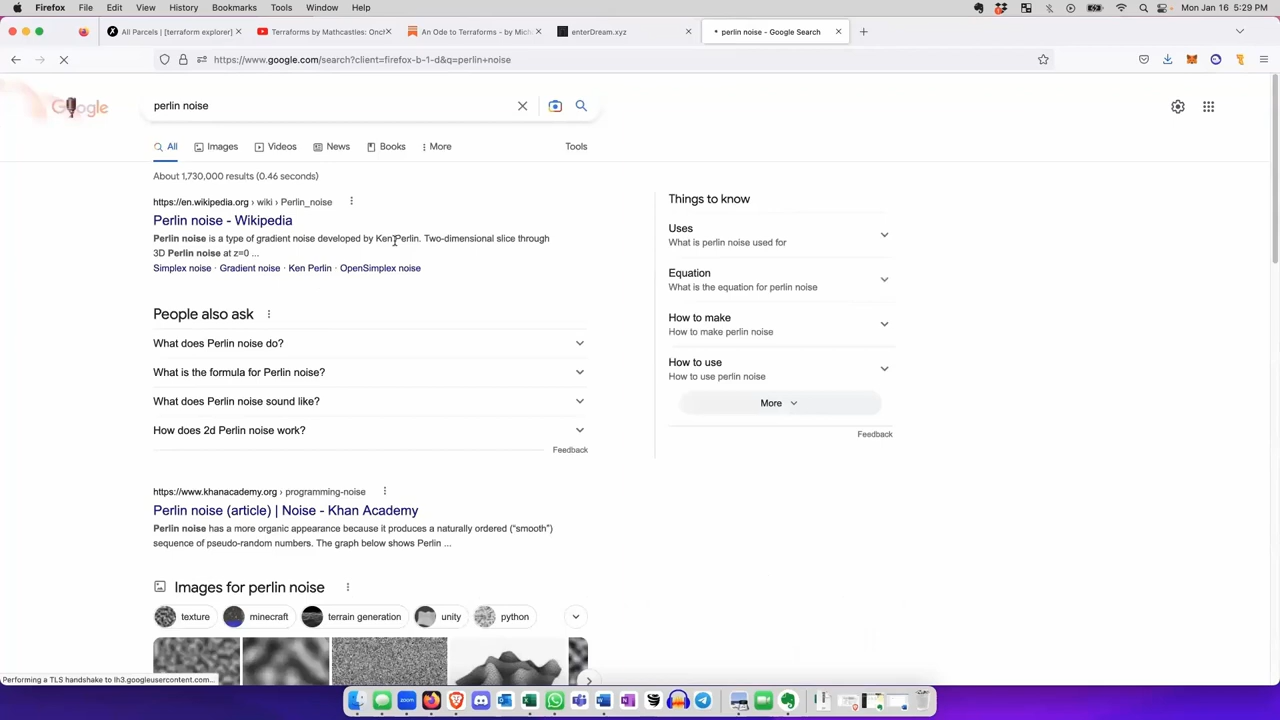 Firefox File Edit View History Bookmarks Tools Window Help Mon Jan 16 5:29 PM
All Parcels [terraform explorer] Terraforms by Mathcastles: Onch An Ode to Terraforms - by Mich enterDream.xyz perlin noise - Google Search
https://www.google.com/search?client=firefox-b-1-d&q=perlin+noise
Google
perlin noise
All Images Videos News Books More Tools
About 1,730,000 results (0.46 seconds)
https://en.wikipedia.org › wiki › Perlin_noise
Perlin noise - Wikipedia
Perlin noise is a type of gradient noise developed by Ken Perlin. Two-dimensional slice through
3D Perlin noise at z=0 ...
Simplex noise · Gradient noise · Ken Perlin · OpenSimplex noise
People also ask
What does Perlin noise do?
What is the formula for Perlin noise?
What does Perlin noise sound like?
How does 2d Perlin noise work?
Feedback
https://www.khanacademy.org › programming-noise
Perlin noise (article) | Noise - Khan Academy
Perlin noise has a more organic appearance because it produces a naturally ordered (“smooth”)
sequence of pseudo-random numbers. The graph below shows Perlin ...
Images for perlin noise
texture minecraft terrain generation unity python
Things to know
Uses
What is perlin noise used for
Equation
What is the equation for perlin noise
How to make
How to make perlin noise
How to use
How to use perlin noise
More
Feedback
Performing a TLS handshake to lh3.googleusercontent.com...
zoom